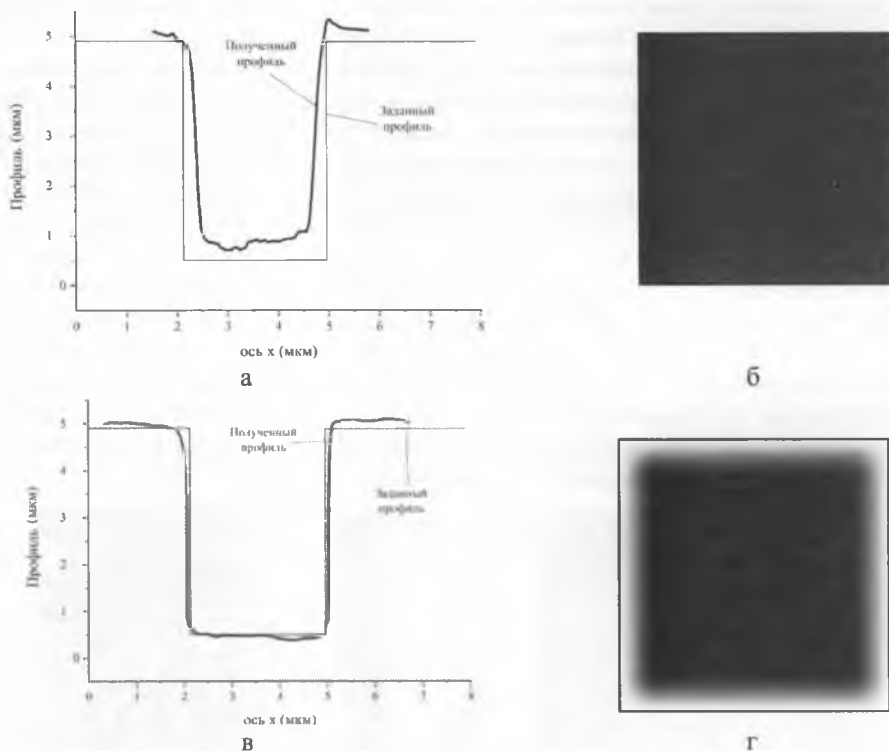 5
4
3
2
1
0
Профиль (мкм)
Полученный
профиль
Заданный
профиль
0 1 2 3 4 5 6 7 8
ось х (мкм)
а
б
5
4
3
2
1
0
Профиль (мкм)
Полученный
профиль
Заданный
профиль
0 1 2 3 4 5 6 7 8
ось х (мкм)
в
г